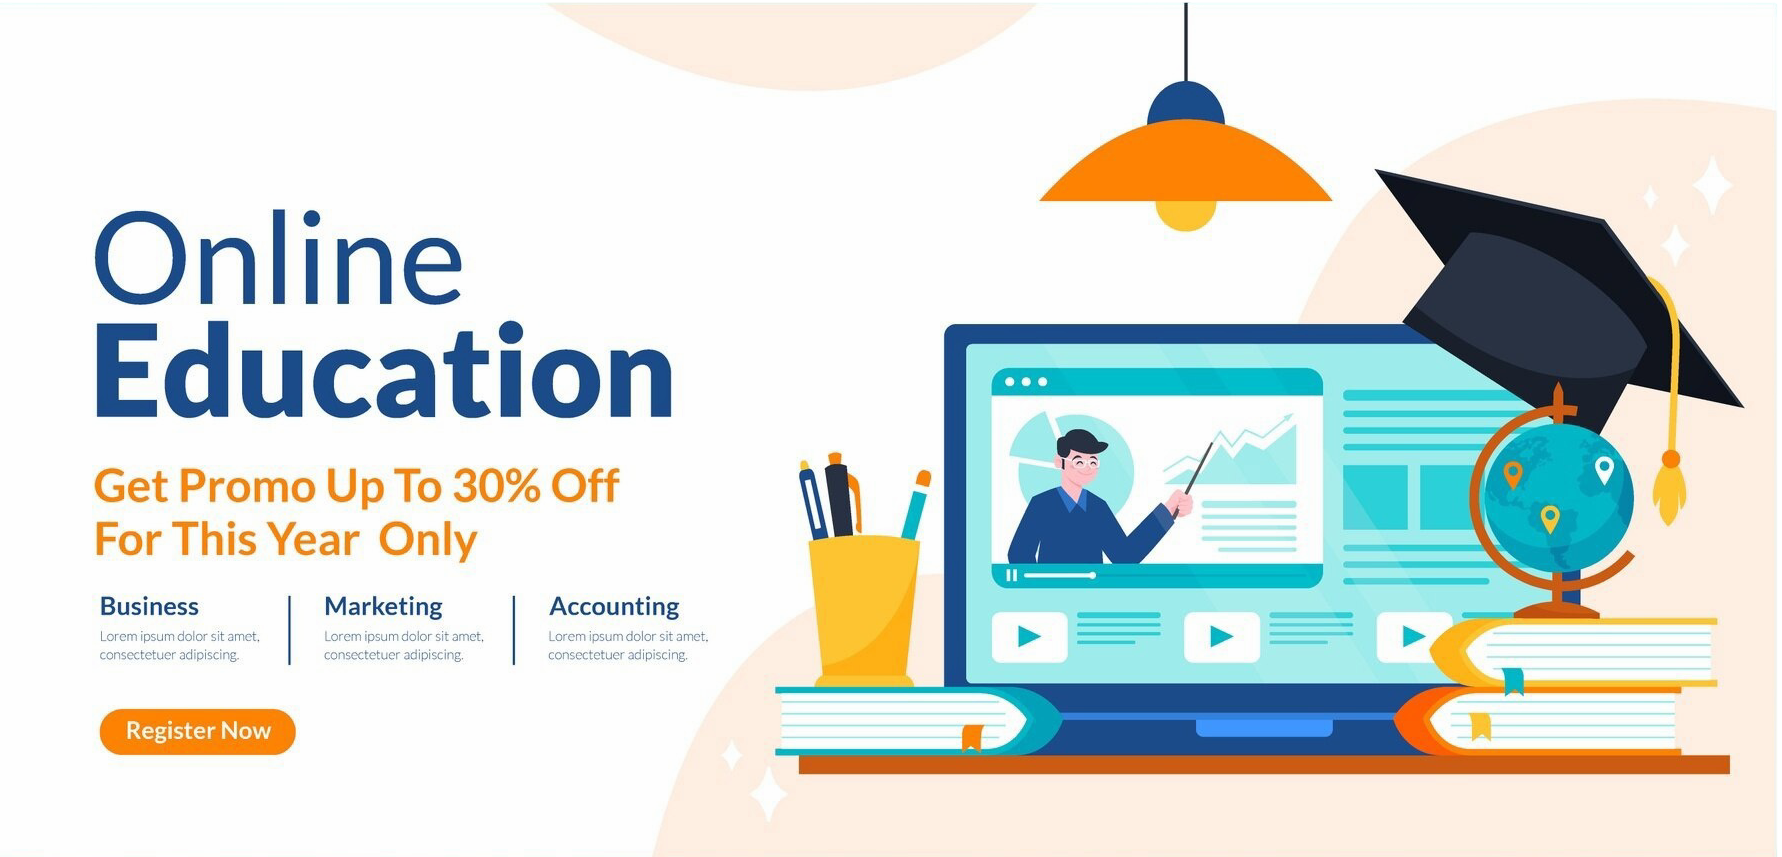 Online
Education
Get Promo Up To 30% Off
For This Year Only
Business
Lorem ipsum dolor sit amet,
consectetuer adipiscing.
Marketing
Lorem ipsum dolor sit amet,
consectetuer adipiscing.
Accounting
Lorem ipsum dolor sit amet,
consectetuer adipiscing.
Register Now